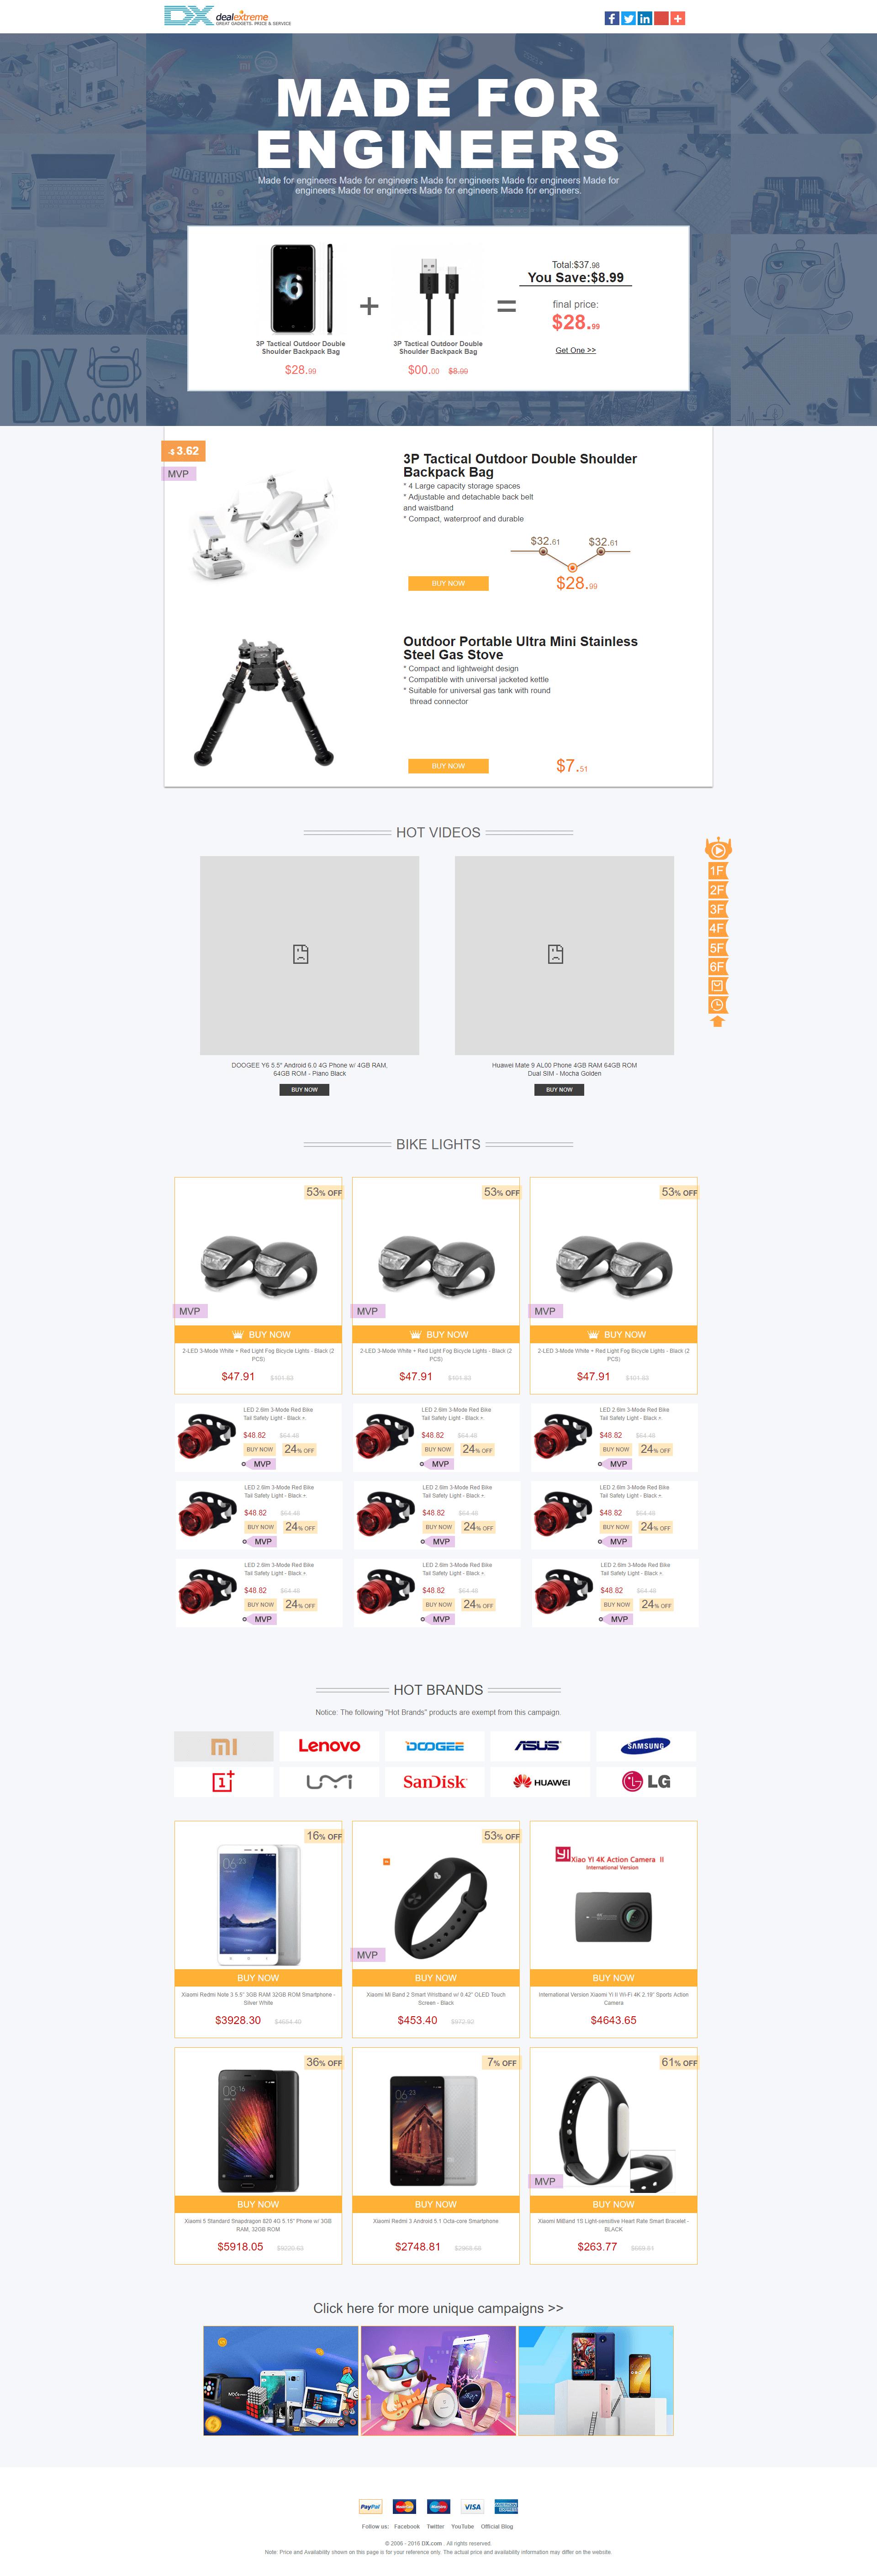 DX dealextreme
GREAT GADGETS, PRICE & SERVICE
MADE FOR
ENGINEERS
Made for engineers Made for engineers Made for engineers Made for engineers Made for
engineers Made for engineers Made for engineers Made for engineers.
DX.COM
3P Tactical Outdoor Double
Shoulder Backpack Bag
$28.99
+
3P Tactical Outdoor Double
Shoulder Backpack Bag
$00.00 $8.99
=
Total:$37.98
You Save:$8.99
final price:
$28.99
Get One >>
-$ 3.62
MVP
3P Tactical Outdoor Double Shoulder
Backpack Bag
* 4 Large capacity storage spaces
* Adjustable and detachable back belt
and waistband
* Compact, waterproof and durable
$32.61 $32.61
BUY NOW
$28.99
Outdoor Portable Ultra Mini Stainless
Steel Gas Stove
* Compact and lightweight design
* Compatible with universal jacketed kettle
* Suitable for universal gas tank with round
thread connector
BUY NOW
$7.51
HOT VIDEOS
1F
2F
3F
4F
5F
6F
DOOGEE Y6 5.5" Android 6.0 4G Phone w/ 4GB RAM,
64GB ROM - Piano Black
BUY NOW
Huawei Mate 9 AL00 Phone 4GB RAM 64GB ROM
Dual SIM - Mocha Golden
BUY NOW
BIKE LIGHTS
53% OFF
MVP
BUY NOW
2-LED 3-Mode White + Red Light Fog Bicycle Lights - Black (2
PCS)
$47.91 $101.83
53% OFF
MVP
BUY NOW
2-LED 3-Mode White + Red Light Fog Bicycle Lights - Black (2
PCS)
$47.91 $101.83
53% OFF
MVP
BUY NOW
2-LED 3-Mode White + Red Light Fog Bicycle Lights - Black (2
PCS)
$47.91 $101.83
LED 2.6lm 3-Mode Red Bike
Tail Safety Light - Black +
$48.82 $64.48
BUY NOW 24% OFF
MVP
LED 2.6lm 3-Mode Red Bike
Tail Safety Light - Black +
$48.82 $64.48
BUY NOW 24% OFF
MVP
LED 2.6lm 3-Mode Red Bike
Tail Safety Light - Black +
$48.82 $64.48
BUY NOW 24% OFF
MVP
LED 2.6lm 3-Mode Red Bike
Tail Safety Light - Black +
$48.82 $64.48
BUY NOW 24% OFF
MVP
LED 2.6lm 3-Mode Red Bike
Tail Safety Light - Black +
$48.82 $64.48
BUY NOW 24% OFF
MVP
LED 2.6lm 3-Mode Red Bike
Tail Safety Light - Black +
$48.82 $64.48
BUY NOW 24% OFF
MVP
LED 2.6lm 3-Mode Red Bike
Tail Safety Light - Black +
$48.82 $64.48
BUY NOW 24% OFF
MVP
LED 2.6lm 3-Mode Red Bike
Tail Safety Light - Black +
$48.82 $64.48
BUY NOW 24% OFF
MVP
LED 2.6lm 3-Mode Red Bike
Tail Safety Light - Black +
$48.82 $64.48
BUY NOW 24% OFF
MVP
HOT BRANDS
Notice: The following "Hot Brands" products are exempt from this campaign.
MI
Lenovo
DOOGEE
ASUS
SAMSUNG
1+
UMi
SanDisk
HUAWEI
LG
16% OFF
BUY NOW
Xiaomi Redmi Note 3 5.5" 3GB RAM 32GB ROM Smartphone -
Silver White
$3928.30
53% OFF
MVP
BUY NOW
Xiaomi Mi Band 2 Smart Wristband w/ 0.42" OLED Touch
Screen - Black
$453.40 $972.82
YI Xiao YI 4K Action Camera II
International Version
BUY NOW
International Version Xiaomi Yi II Wi-Fi 4K 2.19" Sports Action
Camera
$4643.65
36% OFF
BUY NOW
Xiaomi 5 Standard Snapdragon 820 4G 5.15" Phone w/ 3GB
RAM, 32GB ROM
$5918.05
7% OFF
BUY NOW
Xiaomi Redmi 3 Android 5.1 Octa-core Smartphone
$2748.81
61% OFF
MVP
BUY NOW
Xiaomi MiBand 1S Light-sensitive Heart Rate Smart Bracelet -
BLACK
$263.77
Click here for more unique campaigns >>
PayPal
VISA
Follow us: Facebook Twitter YouTube Official Blog
© 2006 - 2016 DX.com . All rights reserved.
Note: Price and Availability shown on this page is for your reference only. The actual price and availability information may differ on the website.